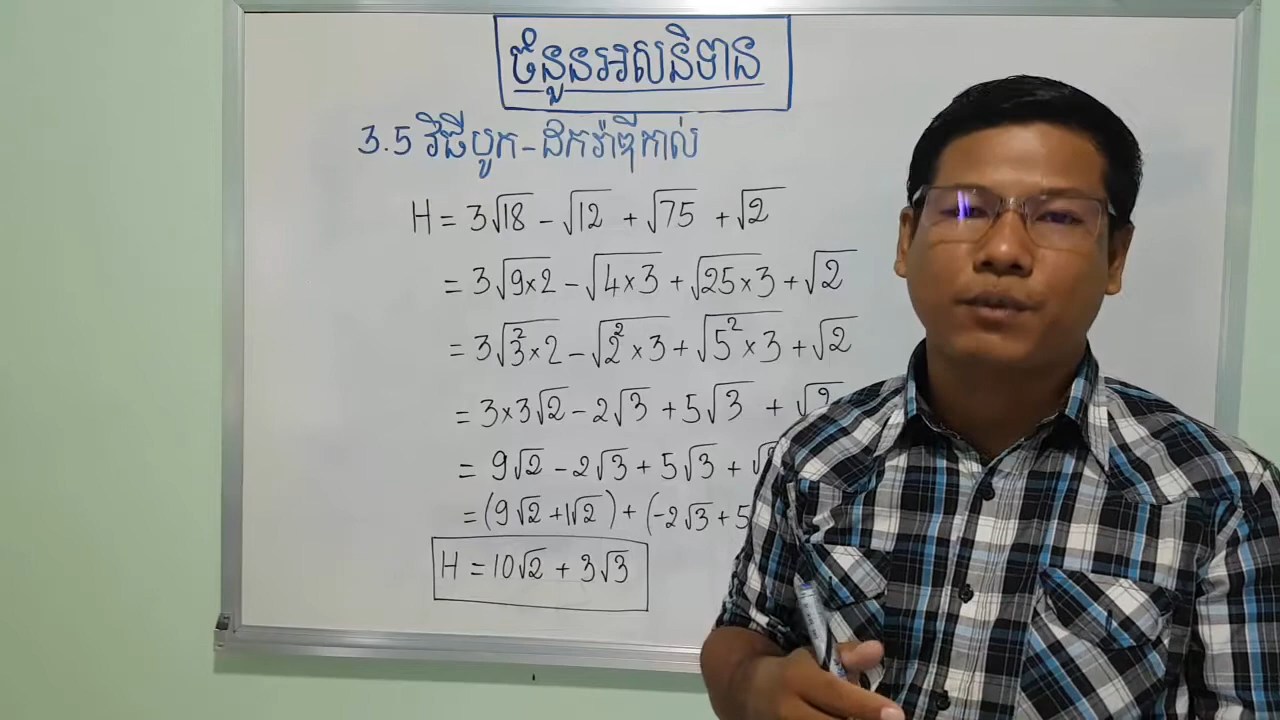 ចំនួនអសនិទាន
3.5 វិធីបូក-ដករ៉ាឌីកាល់
H = 3√18 - √12 + √75 + √2
= 3√9×2 - √4×3 + √25×3 + √2
= 3√3²×2 - √2²×3 + √5²×3 + √2
= 3×3√2 - 2√3 + 5√3 + √2
= 9√2 - 2√3 + 5√3 + √
= (9√2 + 1√2) + (-2√3 + 5
H = 10√2 + 3√3